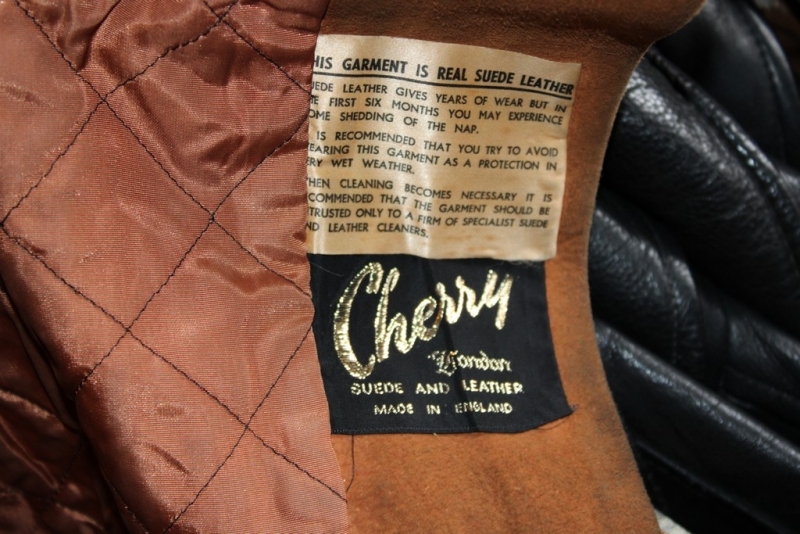 HIS GARMENT IS REAL SUEDE LEATHER
UEDE LEATHER GIVES YEARS OF WEAR BUT IN
HE FIRST SIX MONTHS YOU MAY EXPERIENCE
OME SHEDDING OF THE NAP.
IS RECOMMENDED THAT YOU TRY TO AVOID
EARING THIS GARMENT AS A PROTECTION IN
RY WET WEATHER.
HEN CLEANING BECOMES NECESSARY IT IS
COMMENDED THAT THE GARMENT SHOULD BE
TRUSTED ONLY TO A FIRM OF SPECIALIST SUEDE
ND LEATHER CLEANERS.
Cherry
London
SUEDE AND LEATHER
MADE IN ENGLAND